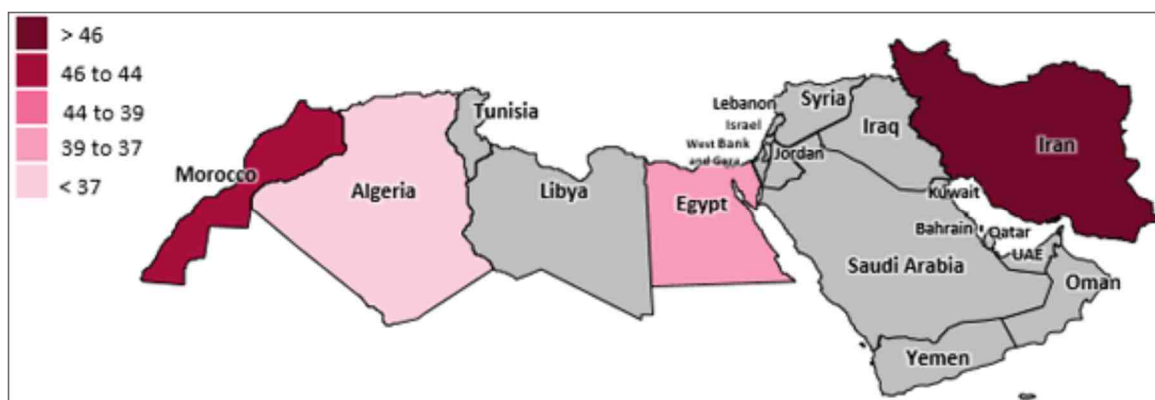 > 46
46 to 44
44 to 39
39 to 37
< 37
Morocco
Algeria
Tunisia
Libya
Egypt
Lebanon
Israel
West Bank
and Gaza
Jordan
Syria
Iraq
Iran
Kuwait
Bahrain
Qatar
UAE
Saudi Arabia
Oman
Yemen